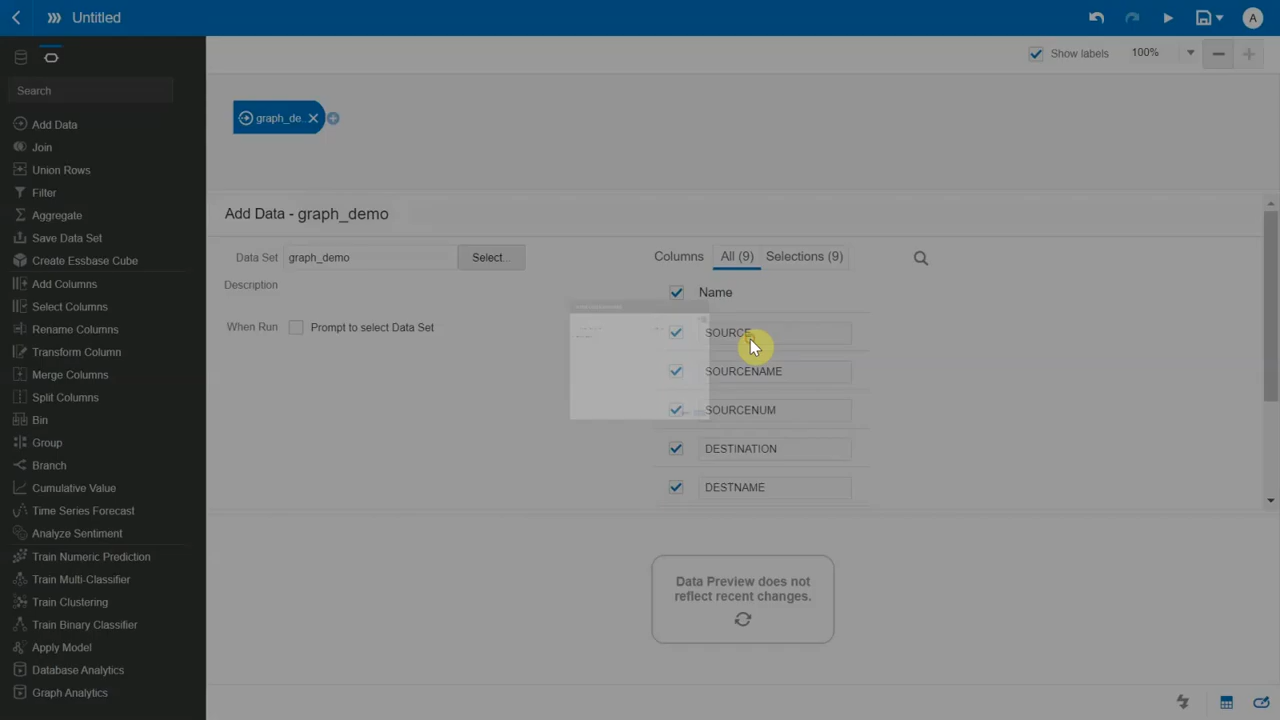 Untitled
A
Show labels
100%
Search
Add Data
Join
Union Rows
Filter
Aggregate
Save Data Set
Create Essbase Cube
Add Columns
Select Columns
Rename Columns
Transform Column
Merge Columns
Split Columns
Bin
Group
Branch
Cumulative Value
Time Series Forecast
Analyze Sentiment
Train Numeric Prediction
Train Multi-Classifier
Train Clustering
Train Binary Classifier
Apply Model
Database Analytics
Graph Analytics
graph_de..
Add Data - graph_demo
Data Set graph_demo Select...
Description
When Run Prompt to select Data Set
Columns All (9) Selections (9)
Name
SOURCE
SOURCENAME
SOURCENUM
DESTINATION
DESTNAME
Data Preview does not
reflect recent changes.